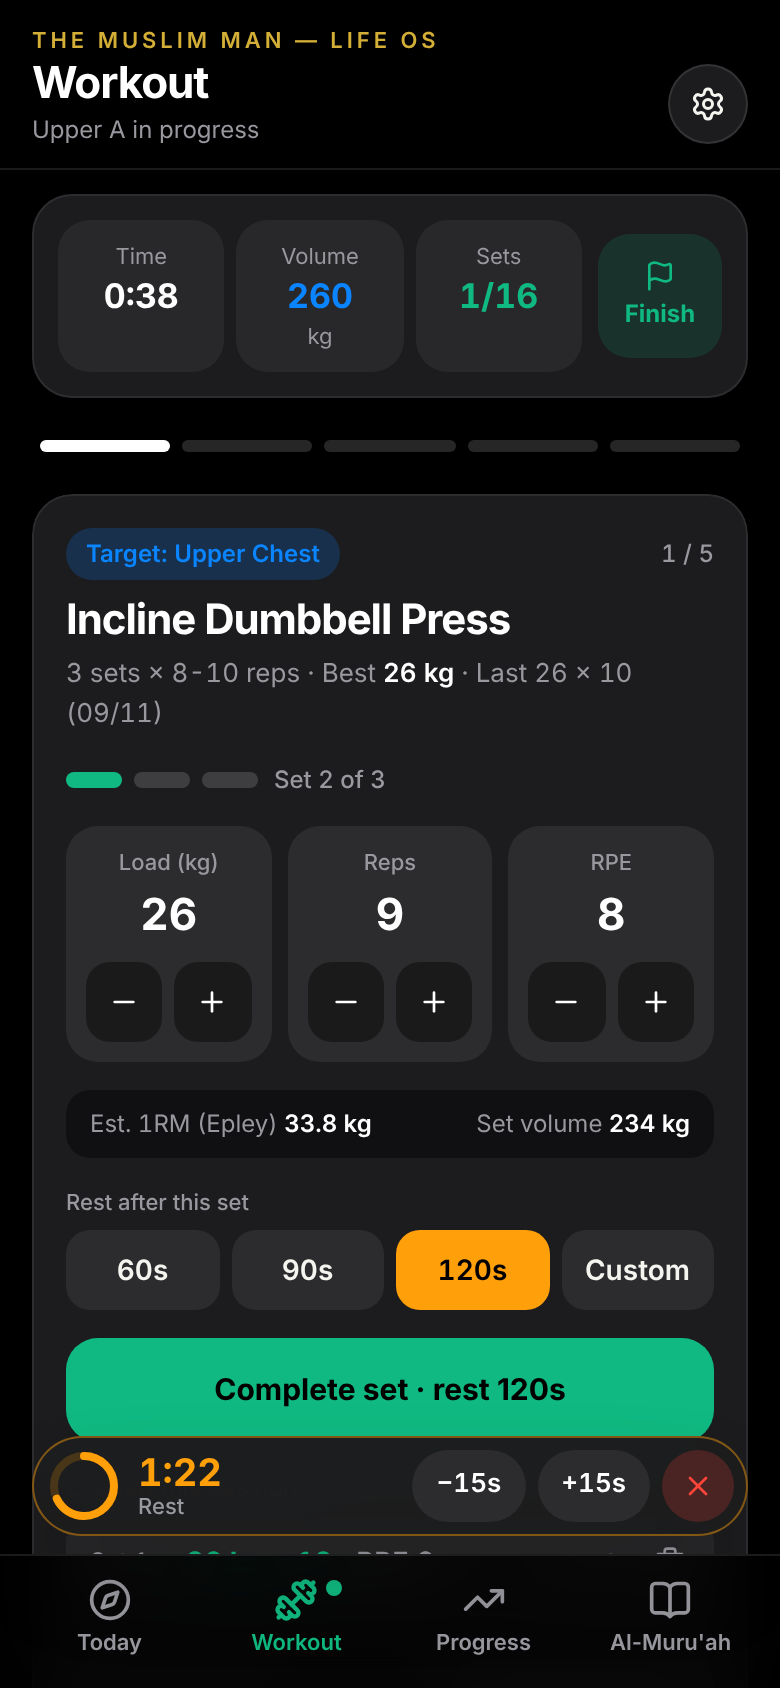 THE MUSLIM MAN — LIFE OS
Workout
Upper A in progress
Time
0:38
Volume
260
kg
Sets
1/16
Finish
Target: Upper Chest
1 / 5
Incline Dumbbell Press
3 sets × 8-10 reps · Best 26 kg · Last 26 × 10
(09/11)
Set 2 of 3
Load (kg)
26
Reps
9
RPE
8
Est. 1RM (Epley) 33.8 kg
Set volume 234 kg
Rest after this set
60s
90s
120s
Custom
Complete set · rest 120s
1:22
Rest
−15s
+15s
Today
Workout
Progress
Al-Muru'ah